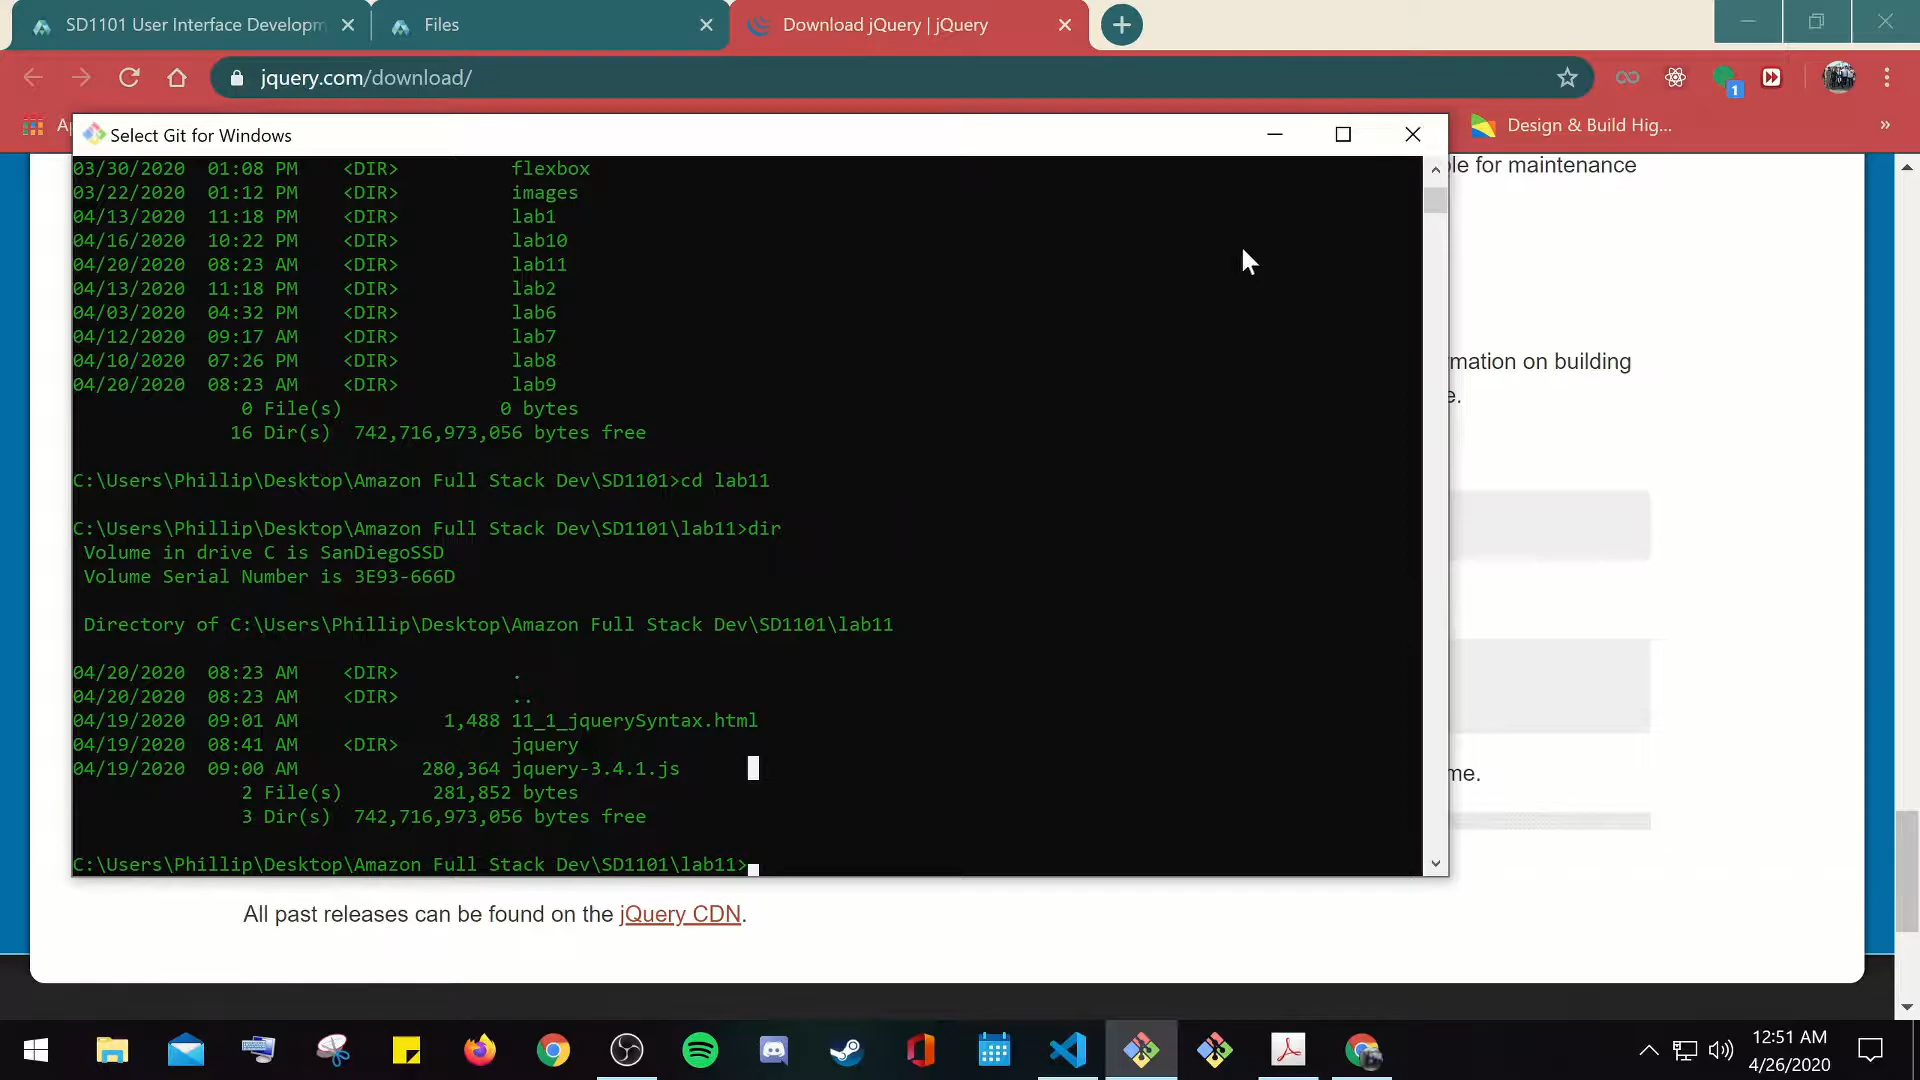 SD1101 User Interface Developm
Files
Download jQuery | jQuery
jquery.com/download/
1
Ap
Design & Build Hig...
»
Select Git for Windows
ole for maintenance
03/30/2020  01:08 PM    <DIR>          flexbox
03/22/2020  01:12 PM    <DIR>          images
04/13/2020  11:18 PM    <DIR>          lab1
04/16/2020  10:22 PM    <DIR>          lab10
04/20/2020  08:23 AM    <DIR>          lab11
04/13/2020  11:18 PM    <DIR>          lab2
04/03/2020  04:32 PM    <DIR>          lab6
04/12/2020  09:17 AM    <DIR>          lab7
04/10/2020  07:26 PM    <DIR>          lab8
04/20/2020  08:23 AM    <DIR>          lab9
0 File(s)              0 bytes
16 Dir(s)  742,716,973,056 bytes free
C:\Users\Phillip\Desktop\Amazon Full Stack Dev\SD1101>cd lab11
C:\Users\Phillip\Desktop\Amazon Full Stack Dev\SD1101\lab11>dir
Volume in drive C is SanDiegoSSD
Volume Serial Number is 3E93-666D
Directory of C:\Users\Phillip\Desktop\Amazon Full Stack Dev\SD1101\lab11
04/20/2020  08:23 AM    <DIR>          .
04/20/2020  08:23 AM    <DIR>          ..
04/19/2020  09:01 AM             1,488 11_1_jquerySyntax.html
04/19/2020  08:41 AM    <DIR>          jquery
04/19/2020  09:00 AM           280,364 jquery-3.4.1.js
2 File(s)        281,852 bytes
3 Dir(s)  742,716,973,056 bytes free
C:\Users\Phillip\Desktop\Amazon Full Stack Dev\SD1101\lab11>
mation on building
e.
me.
All past releases can be found on the jQuery CDN.
12:51 AM
4/26/2020